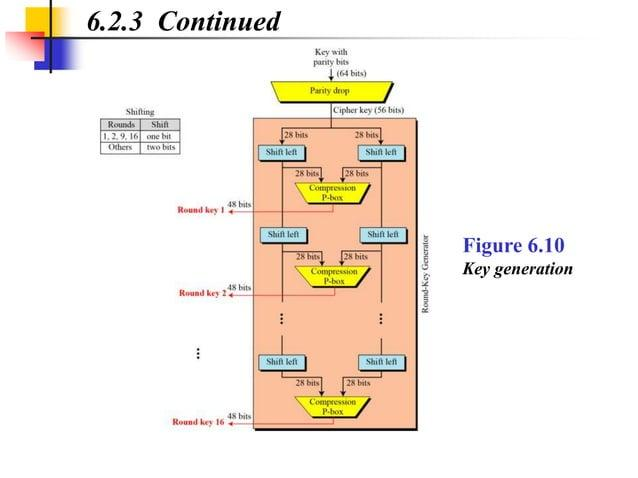 6.2.3 Continued
Key with
parity bits
(64 bits)
Parity drop
Cipher key (56 bits)
Shifting
Rounds Shift
1, 2, 9, 16 one bit
Others two bits
28 bits 28 bits
Shift left Shift left
28 bits 28 bits
Compression
P-box
48 bits
Round key 1
Shift left Shift left
28 bits 28 bits
Compression
P-box
48 bits
Round key 2
Round-Key Generator
Figure 6.10
Key generation
Shift left Shift left
28 bits 28 bits
Compression
P-box
48 bits
Round key 16